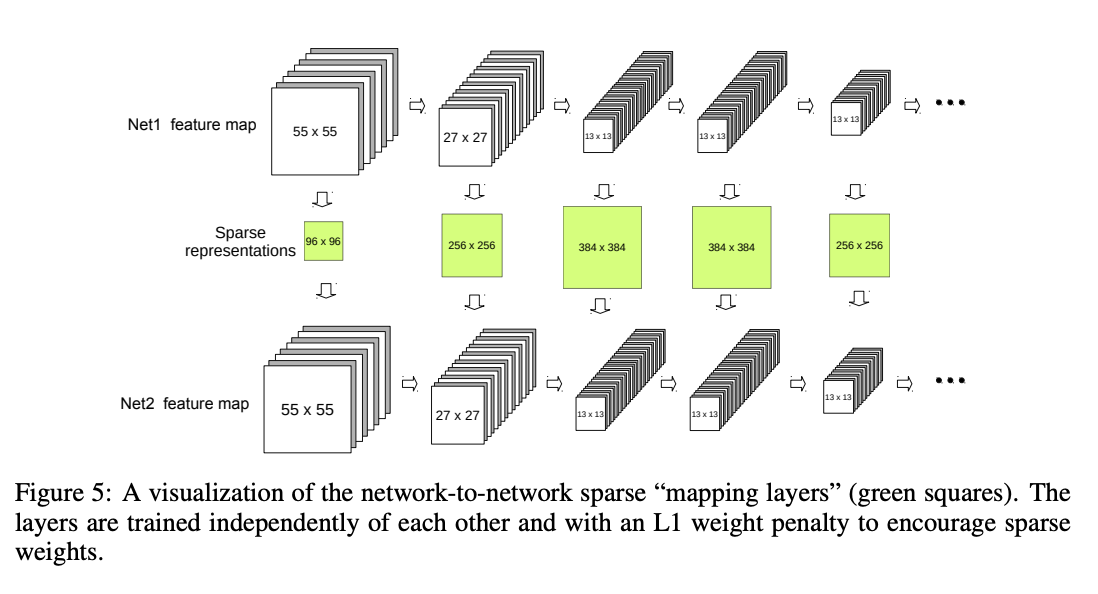 Net1 feature map
55 x 55
27 x 27
13 x 13
13 x 13
13 x 13
Sparse
representations
96 x 96
256 x 256
384 x 384
384 x 384
256 x 256
Net2 feature map
55 x 55
27 x 27
13 x 13
13 x 13
13 x 13
Figure 5: A visualization of the network-to-network sparse “mapping layers” (green squares). The
layers are trained independently of each other and with an L1 weight penalty to encourage sparse
weights.